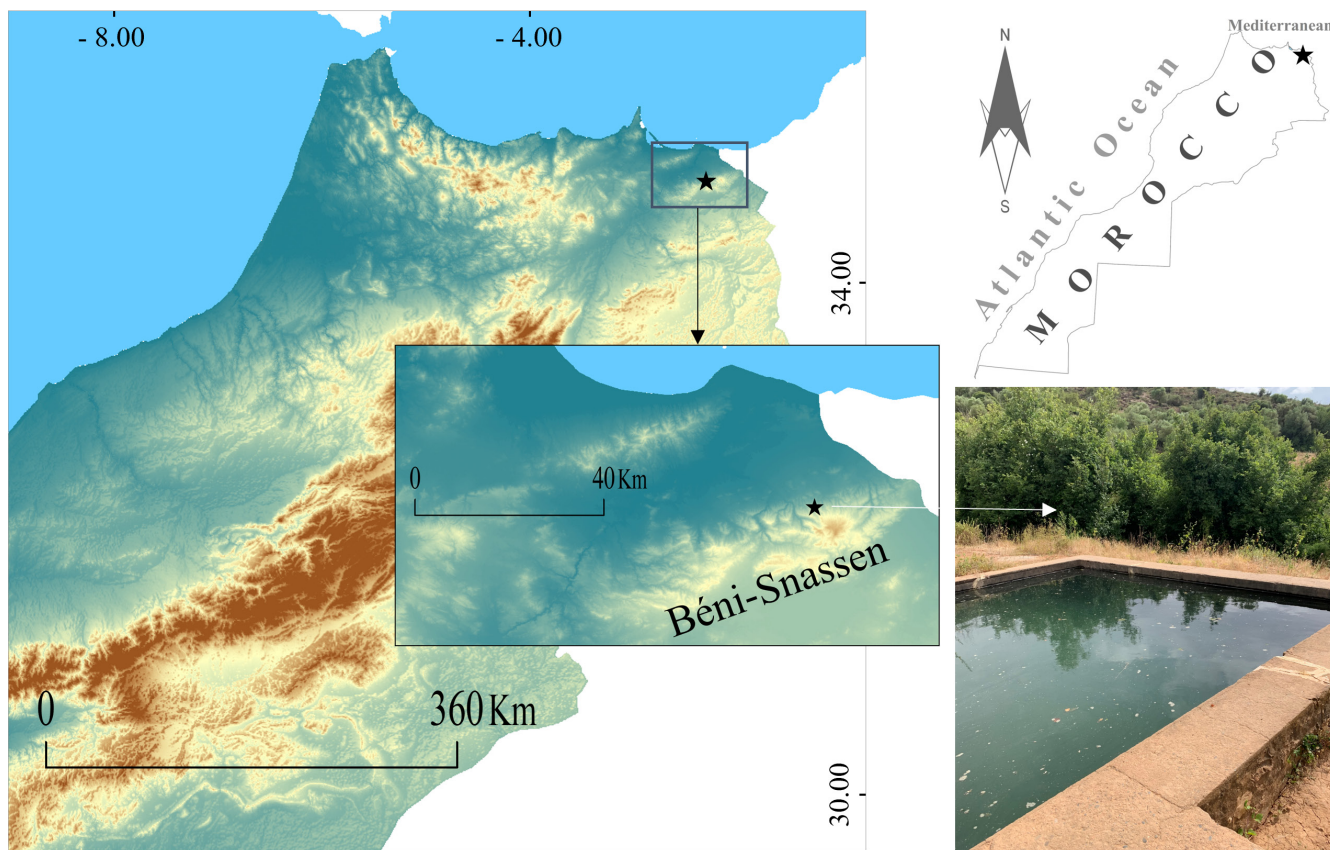 - 8.00
- 4.00
34.00
30.00
0
40 Km
Béni-Snassen
0
360 Km
N
S
Mediterranean
Atlantic Ocean
MOROCCO